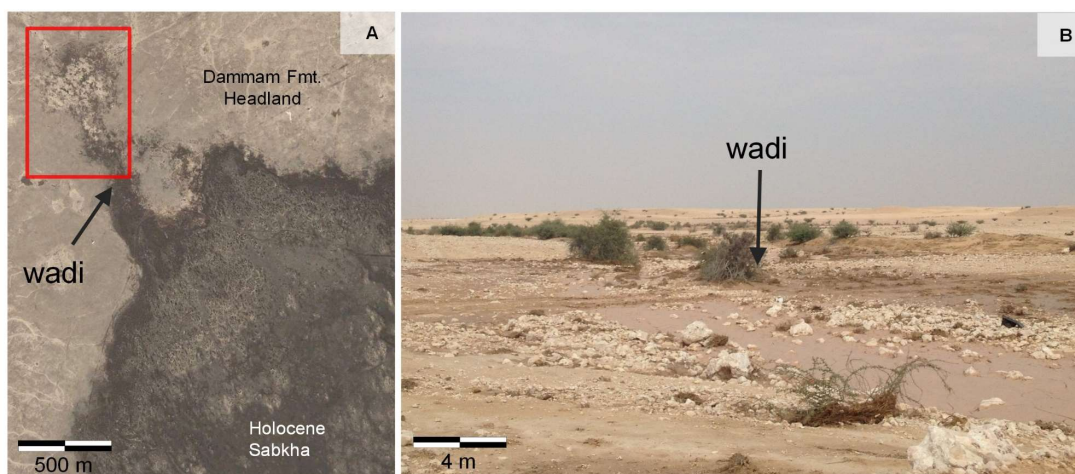 A
Dammam Fmt.
Headland
wadi
Holocene
Sabkha
500 m
B
wadi
4 m